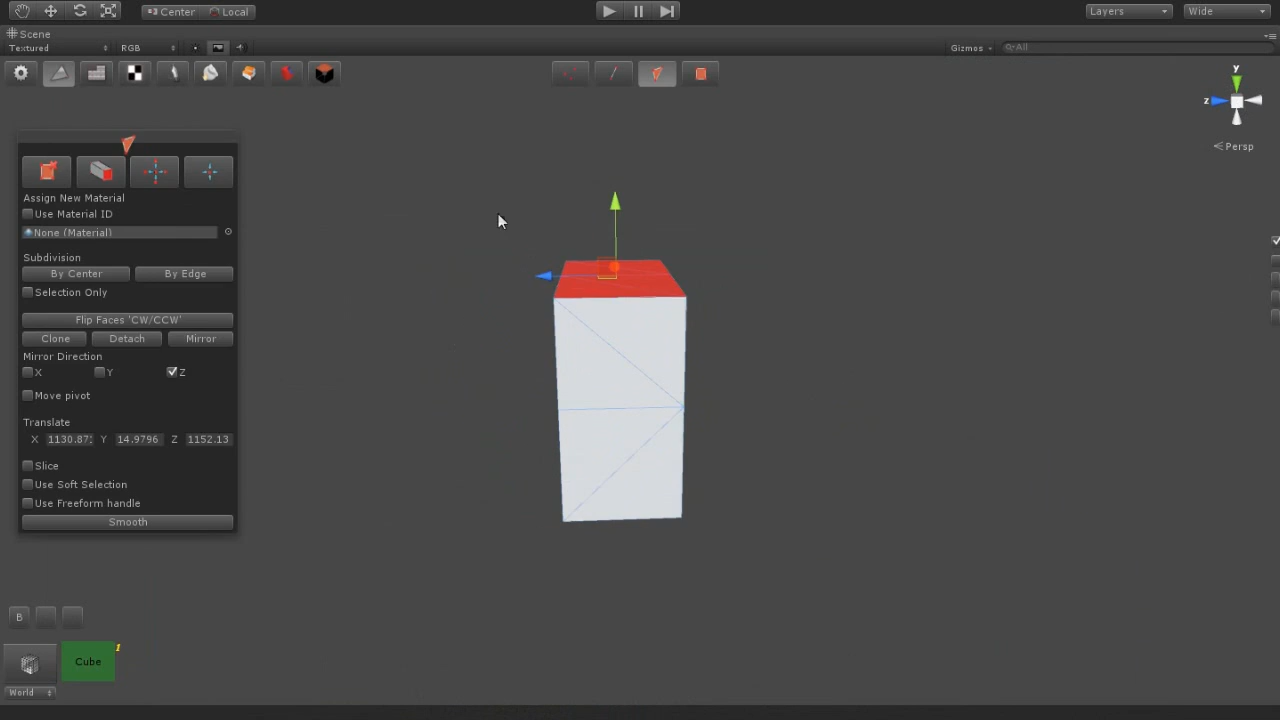 Center Local
Layers Wide
Scene
Textured RGB Gizmos All
y
z
Persp
Assign New Material
Use Material ID
None (Material)
Subdivision
By Center By Edge
Selection Only
Flip Faces 'CW/CCW'
Clone Detach Mirror
Mirror Direction
X Y Z
Move pivot
Translate
X 1130.87 Y 14.9796 Z 1152.13
Slice
Use Soft Selection
Use Freeform handle
Smooth
B
Cube I
World